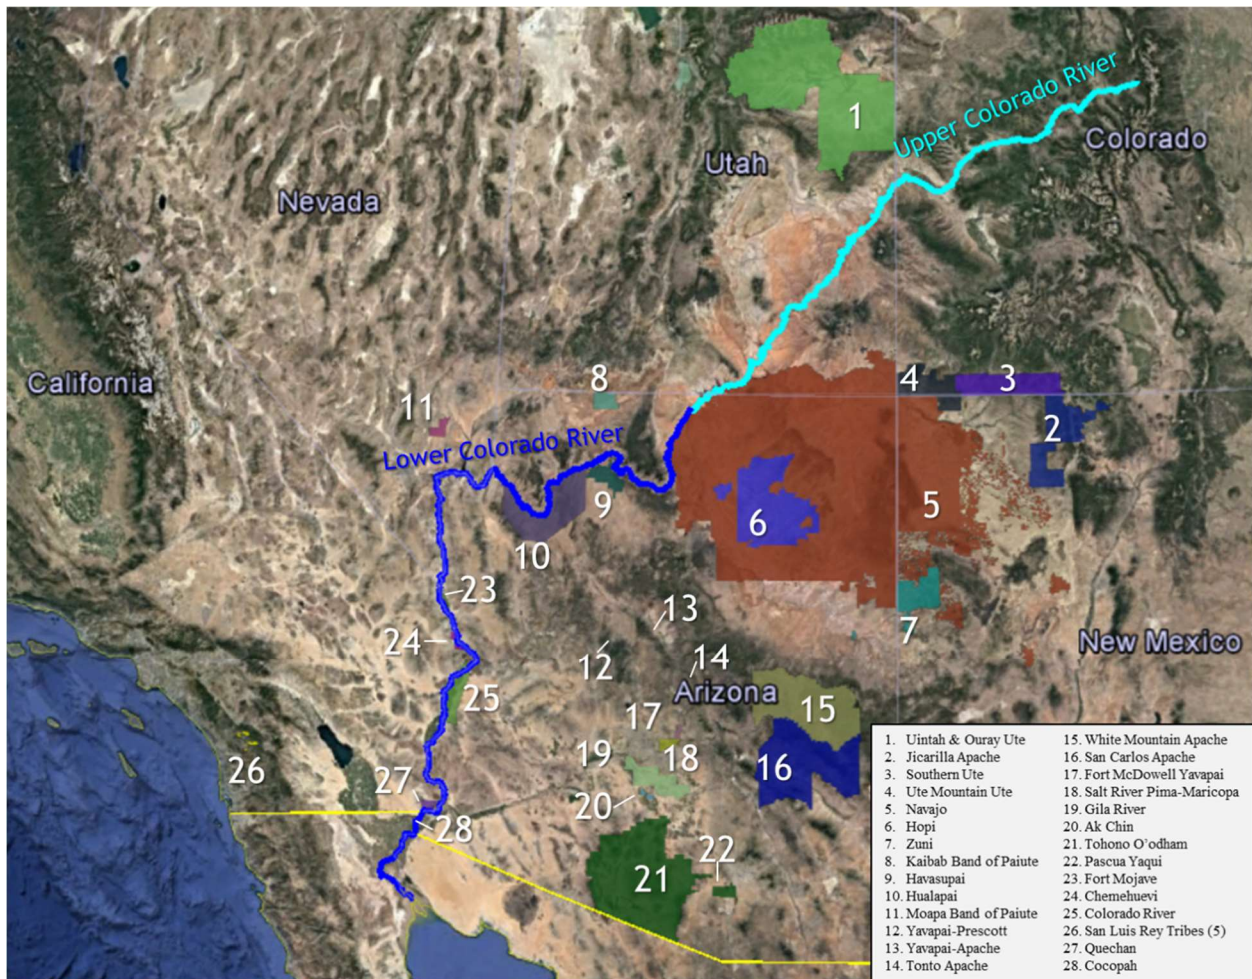 1
Upper Colorado River
Colorado
Utah
Nevada
California
8
4
3
11
2
Lower Colorado River
9
5
6
10
23
13
7
24
12
14
New Mexico
Arizona
25
15
17
19
18
26
16
27
20
28
22
21
1. Uintah & Ouray Ute
2. Jicarilla Apache
3. Southern Ute
4. Ute Mountain Ute
5. Navajo
6. Hopi
7. Zuni
8. Kaibab Band of Paiute
9. Havasupai
10. Hualapai
11. Moapa Band of Paiute
12. Yavapai-Prescott
13. Yavapai-Apache
14. Tonto Apache
15. White Mountain Apache
16. San Carlos Apache
17. Fort McDowell Yavapai
18. Salt River Pima-Maricopa
19. Gila River
20. Ak Chin
21. Tohono O'odham
22. Pascua Yaqui
23. Fort Mojave
24. Chemehuevi
25. Colorado River
26. San Luis Rey Tribes (5)
27. Quechan
28. Cocopah